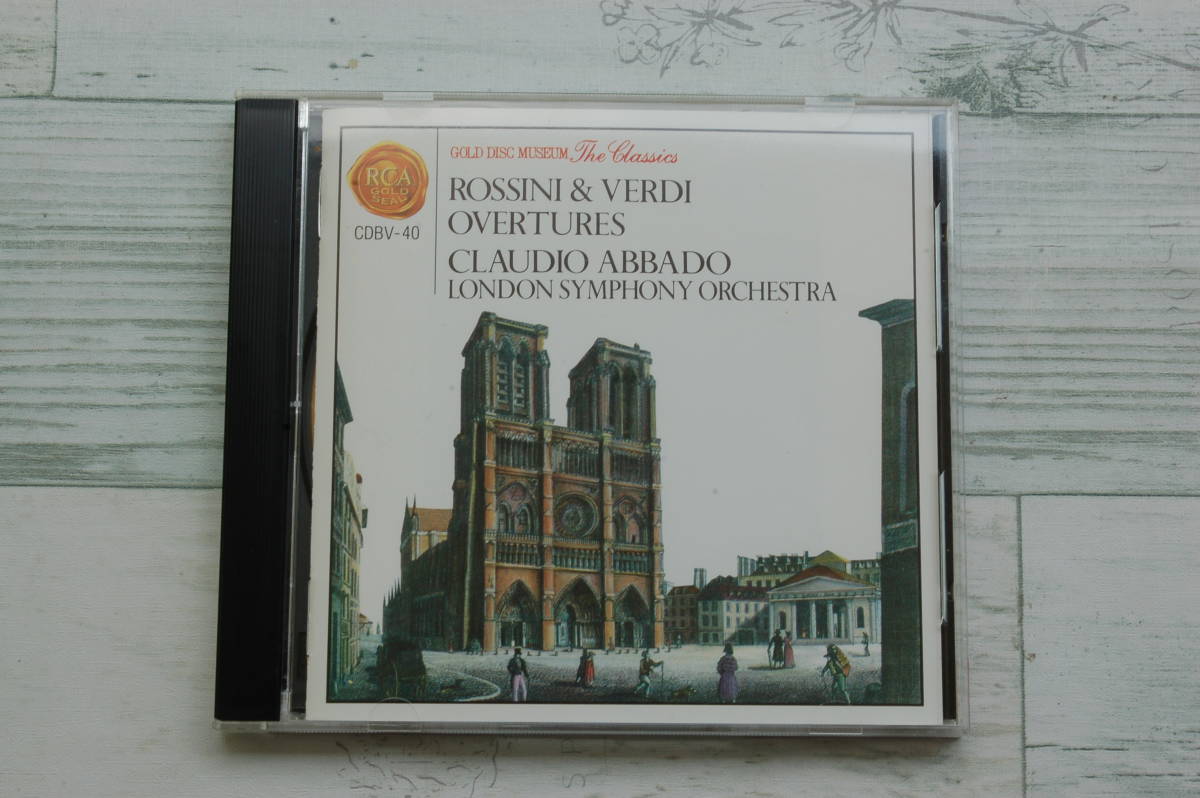 RCA
GOLD
SEAL
CDBV-40
GOLD DISC MUSEUM The Classics
ROSSINI & VERDI
OVERTURES
CLAUDIO ABBADO
LONDON SYMPHONY ORCHESTRA